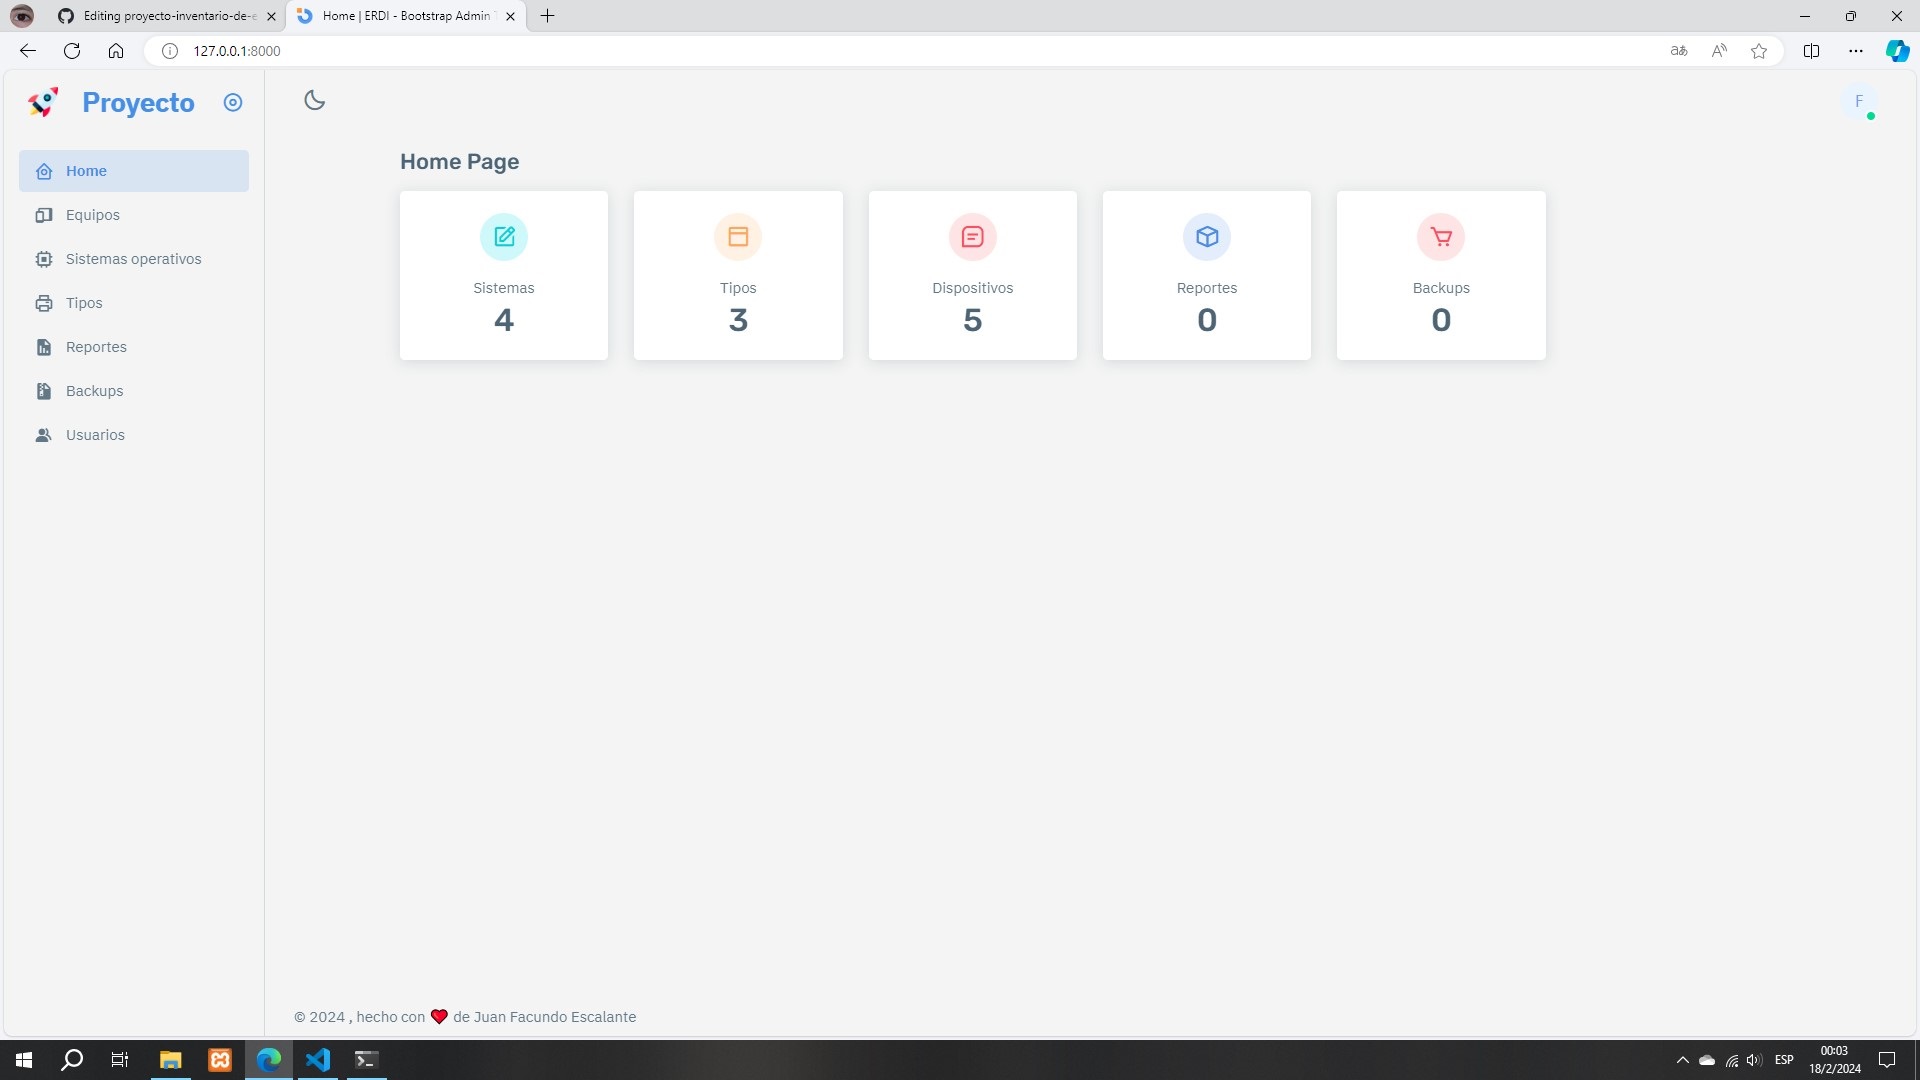 Editing proyecto-inventario-de-e
Home | ERDI - Bootstrap Admin T
127.0.0.1:8000
Proyecto
F
Home
Equipos
Sistemas operativos
Tipos
Reportes
Backups
Usuarios
Home Page
Sistemas
4
Tipos
3
Dispositivos
5
Reportes
0
Backups
0
© 2024 , hecho con ❤️ de Juan Facundo Escalante
ESP
00:03
18/2/2024